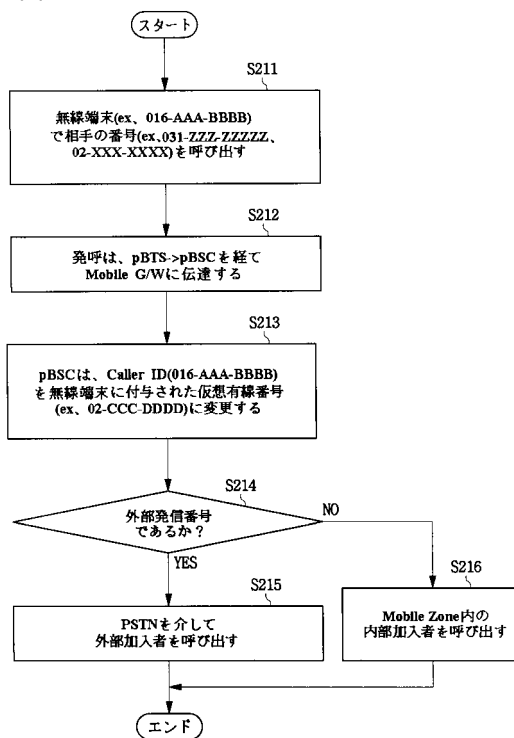 スタート
S211
無線端末(ex、016-AAA-BBBB)
で相手の番号(ex、031-ZZZ-ZZZZZ、
02-XXX-XXXX)を呼び出す
S212
発呼は、pBTS->pBSCを経て
Mobile G/Wに伝達する
S213
pBSCは、Caller ID(016-AAA-BBBB)
を無線端末に付与された仮想有線番号
(ex、02-CCC-DDDD)に変更する
S214
外部発信番号
であるか？
NO
YES
S215
PSTNを介して
外部加入者を呼び出す
S216
Mobile Zone内の
内部加入者を呼び出す
エンド